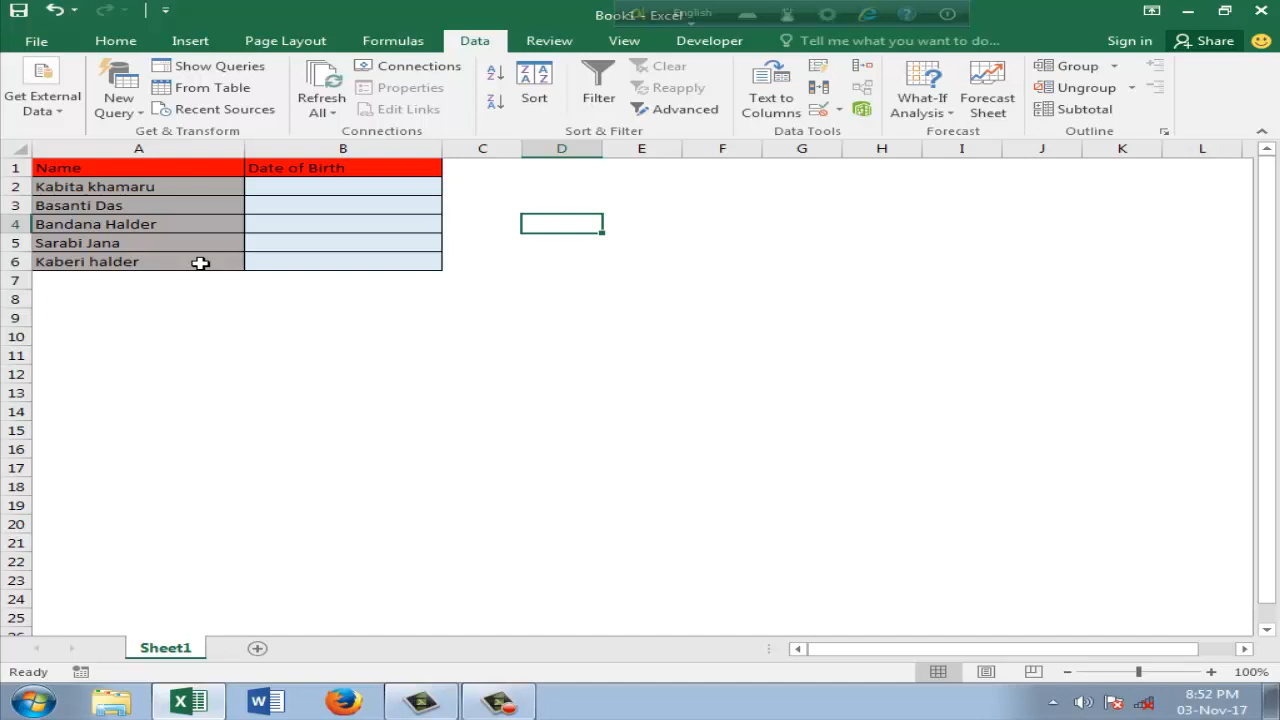 Book1 - Excel
English
File
Home
Insert
Page Layout
Formulas
Data
Review
View
Developer
Tell me what you want to do...
Sign in
Share
Get External Data
New Query
Show Queries
From Table
Recent Sources
Get & Transform
Refresh All
Connections
Properties
Edit Links
Connections
Sort
Filter
Clear
Reapply
Advanced
Sort & Filter
Text to Columns
Data Tools
What-If Analysis
Forecast Sheet
Forecast
Group
Ungroup
Subtotal
Outline
A B C D E F G H I J K L
1 Name Date of Birth
2 Kabita khamaru
3 Basanti Das
4 Bandana Halder
5 Sarabi Jana
6 Kaberi halder
7
8
9
10
11
12
13
14
15
16
17
18
19
20
21
22
23
24
25
26
Sheet1
Ready
100%
8:52 PM
03-Nov-17